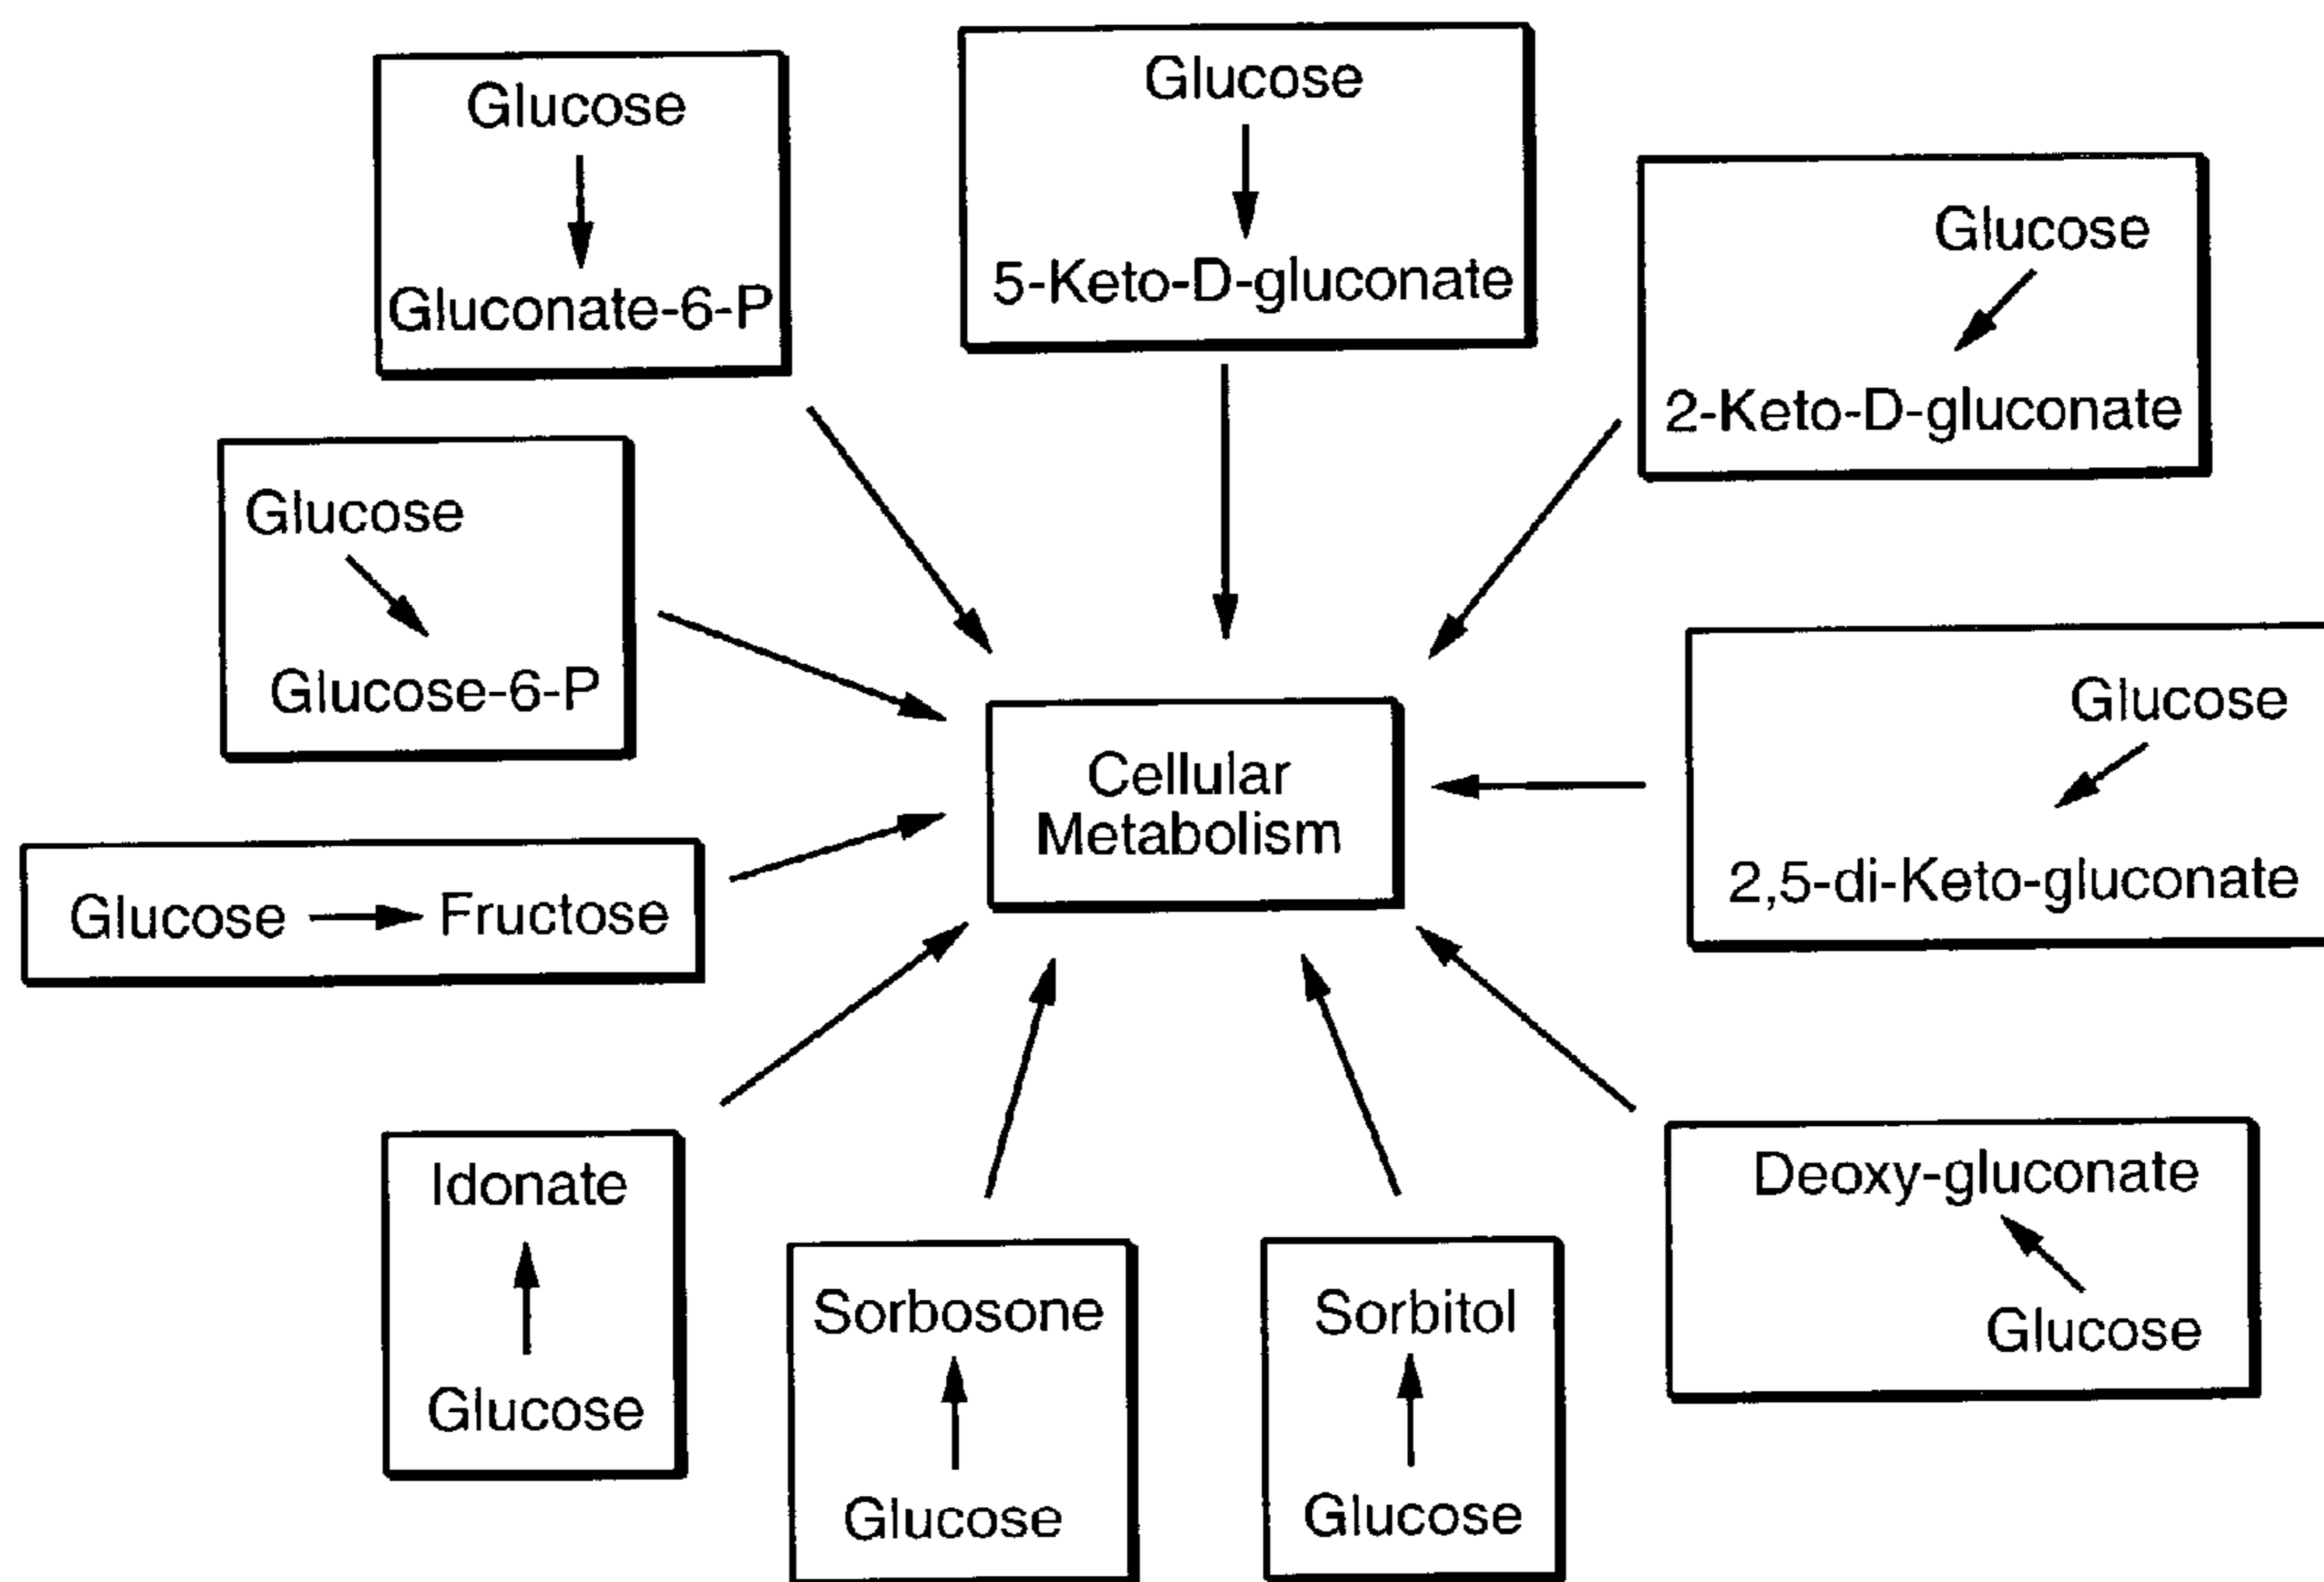 Glucose
Gluconate-6-P
Glucose
5-Keto-D-gluconate
Glucose
2-Keto-D-gluconate
Glucose
Glucose-6-P
Cellular
Metabolism
Glucose
2,5-di-Keto-gluconate
Glucose
Fructose
Idonate
Glucose
Sorbosone
Glucose
Sorbitol
Glucose
Deoxy-gluconate
Glucose